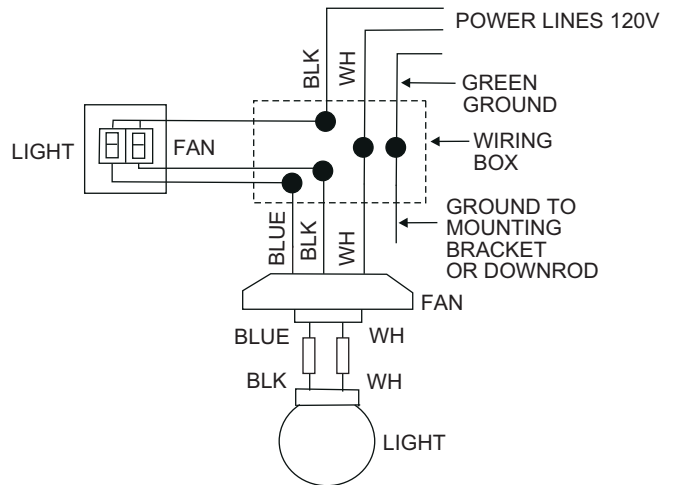 POWER LINES 120V
BLK
WH
GREEN
GROUND
LIGHT
FAN
WIRING
BOX
BLUE
BLK
WH
GROUND TO
MOUNTING
BRACKET
OR DOWNROD
FAN
BLUE
WH
BLK
WH
LIGHT